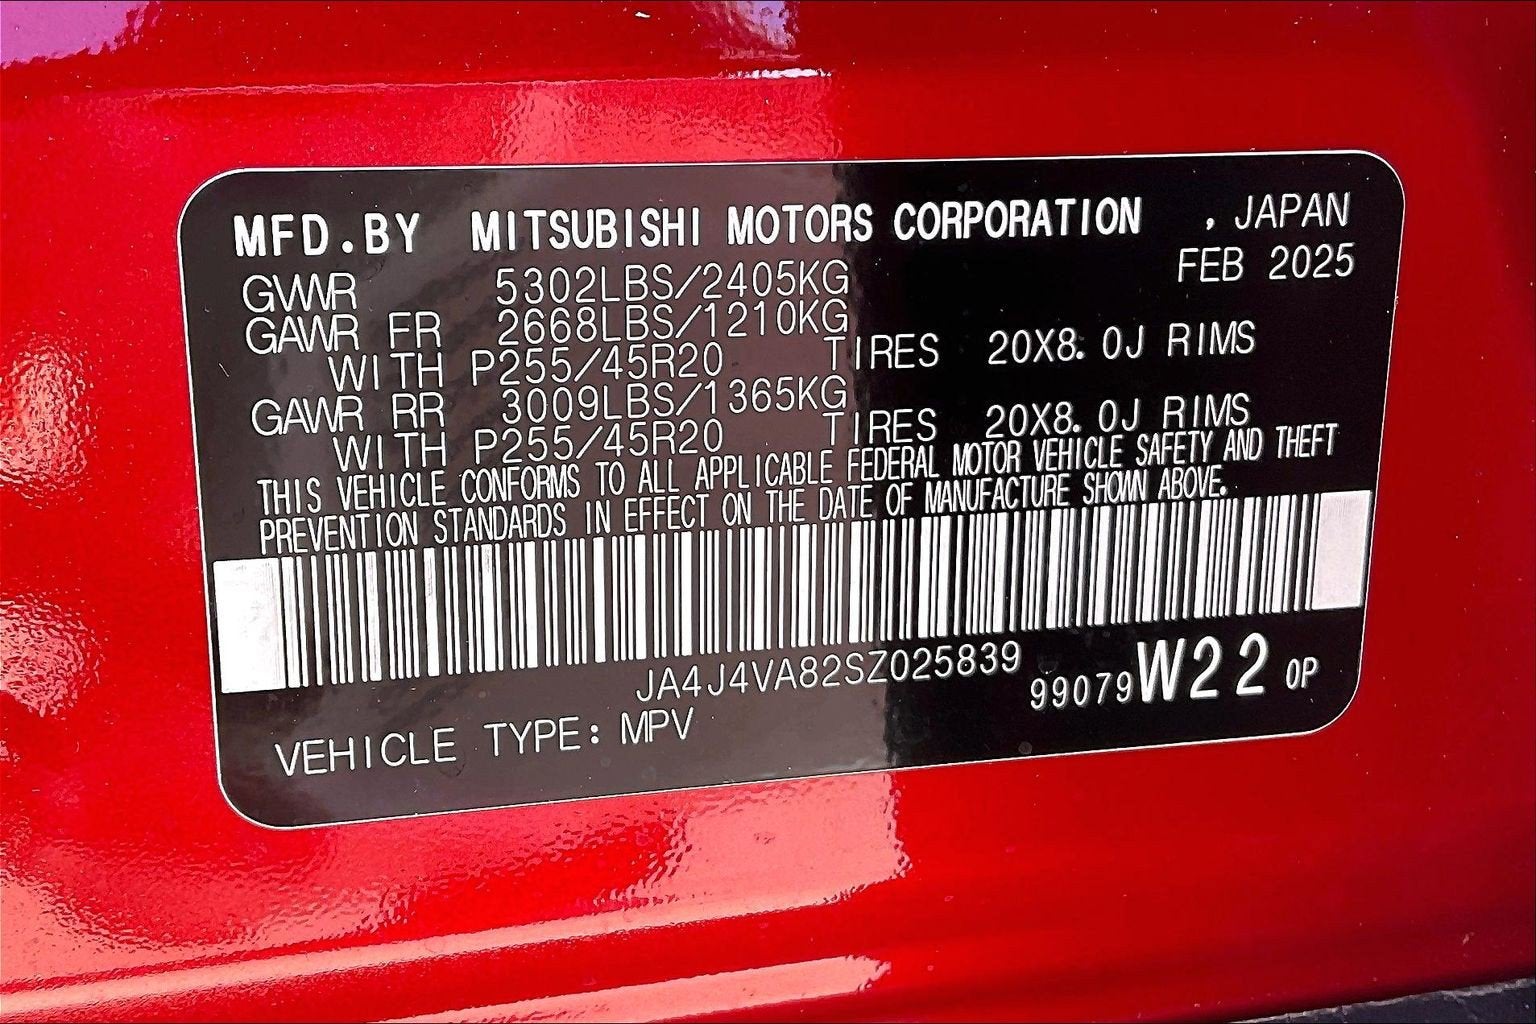 MFD.BY MITSUBISHI MOTORS CORPORATION , JAPAN
GVWR 5302LBS/2405KG FEB 2025
GAWR FR 2668LBS/1210KG
WITH P255/45R20 TIRES 20X8.0J RIMS
GAWR RR 3009LBS/1365KG
WITH P255/45R20 TIRES 20X8.0J RIMS
THIS VEHICLE CONFORMS TO ALL APPLICABLE FEDERAL MOTOR VEHICLE SAFETY AND THEFT
PREVENTION STANDARDS IN EFFECT ON THE DATE OF MANUFACTURE SHOWN ABOVE.
JA4J4VA82SZ025839
99079W22 0P
VEHICLE TYPE: MPV